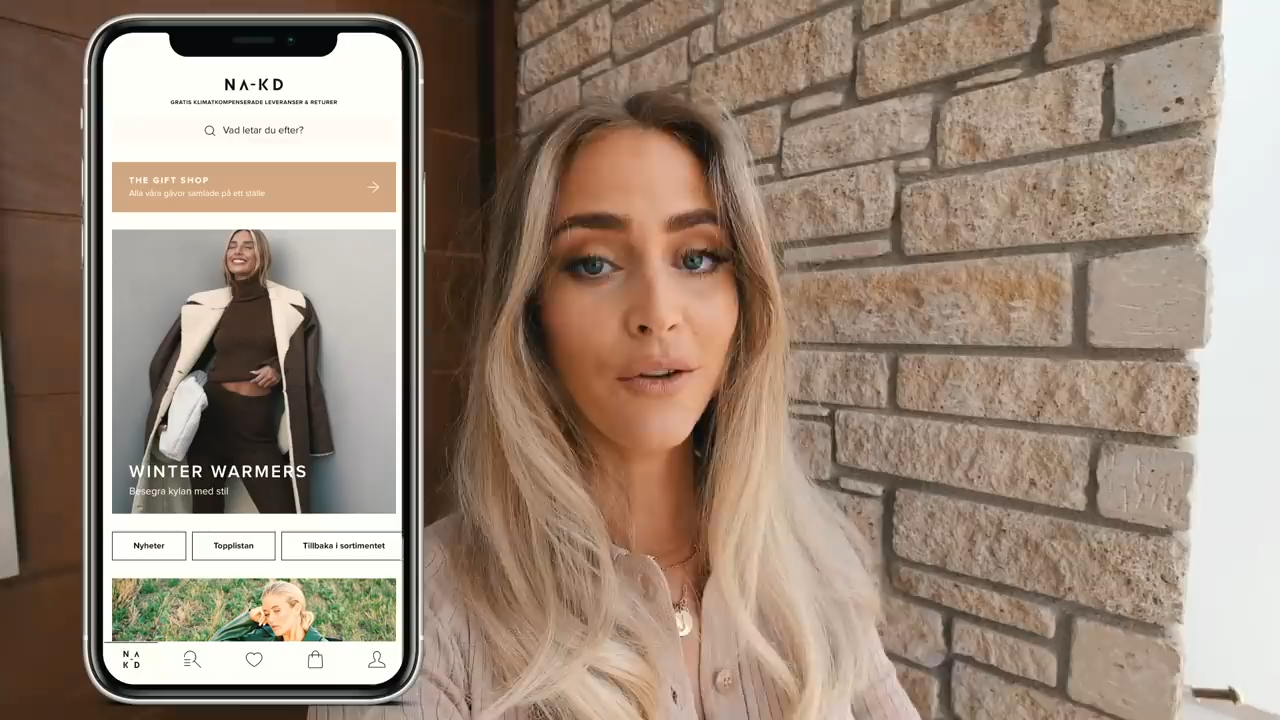 NA-KD
GRATIS KLIMATKOMPENSERADE LEVERANSER & RETURER
Vad letar du efter?
THE GIFT SHOP
Alla våra gåvor samlade på ett ställe
WINTER WARMERS
Besegra kylan med stil
Nyheter
Topplistan
Tillbaka i sortimentet
NA
KD